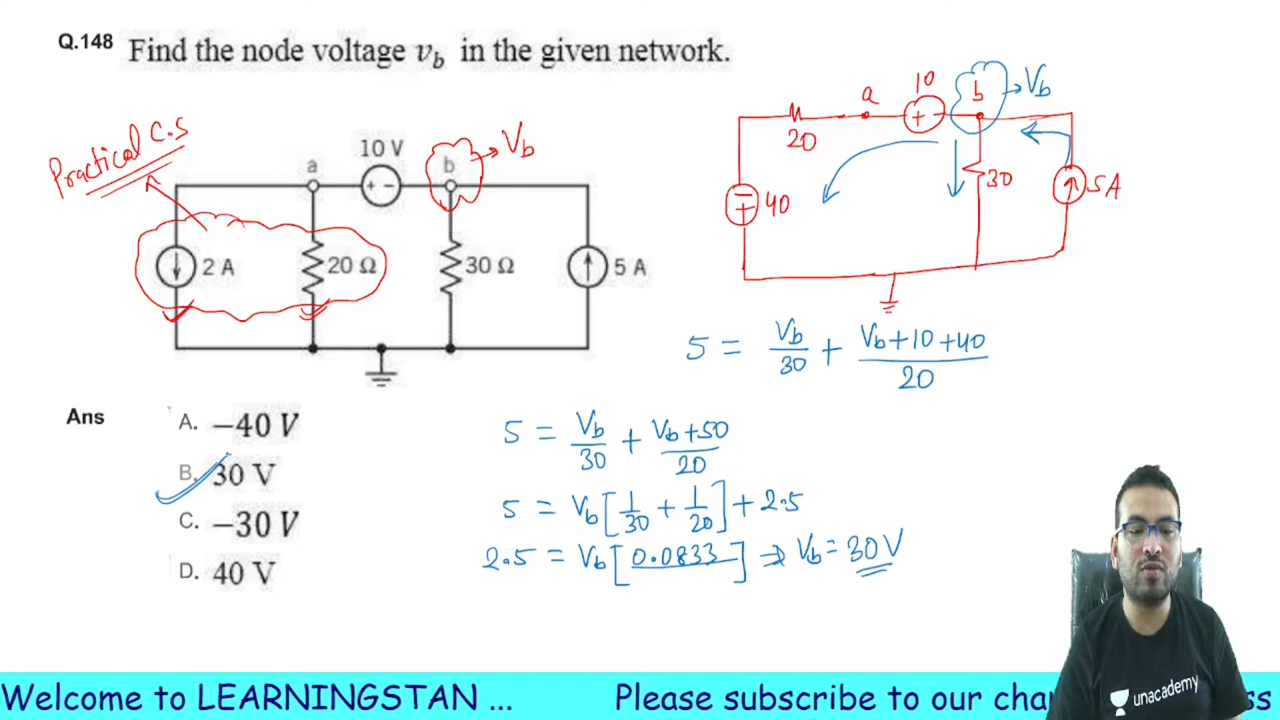 Q.148 Find the node voltage v_b in the given network.
Practical C.S
10 V
a
b
→ V_b
2 A
20 Ω
30 Ω
5 A
a
10
b
→ V_b
20
+
40
30
5A
5 = V_b/30 + (V_b+10+40)/20
Ans
A. −40 V
B. 30 V
C. −30 V
D. 40 V
5 = V_b/30 + (V_b+50)/20
5 = V_b [1/30 + 1/20] + 2.5
2.5 = V_b [0.0833] ⇒ V_b = 30V
unacademy
Welcome to LEARNINGSTAN ... Please subscribe to our